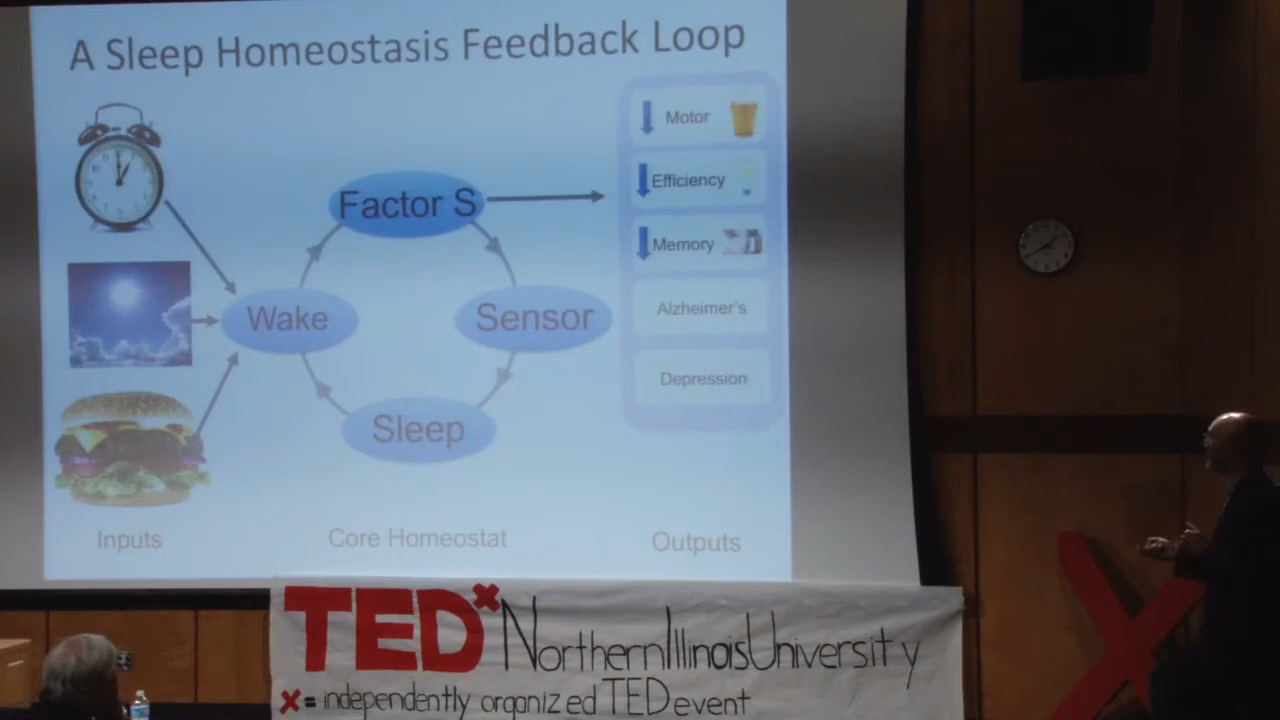 A Sleep Homeostasis Feedback Loop
Motor
Efficiency
Memory
Alzheimer's
Depression
Factor S
Wake
Sensor
Sleep
Inputs
Core Homeostat
Outputs
TEDx NorthernIllinoisUniversity
x = independently organized TED event